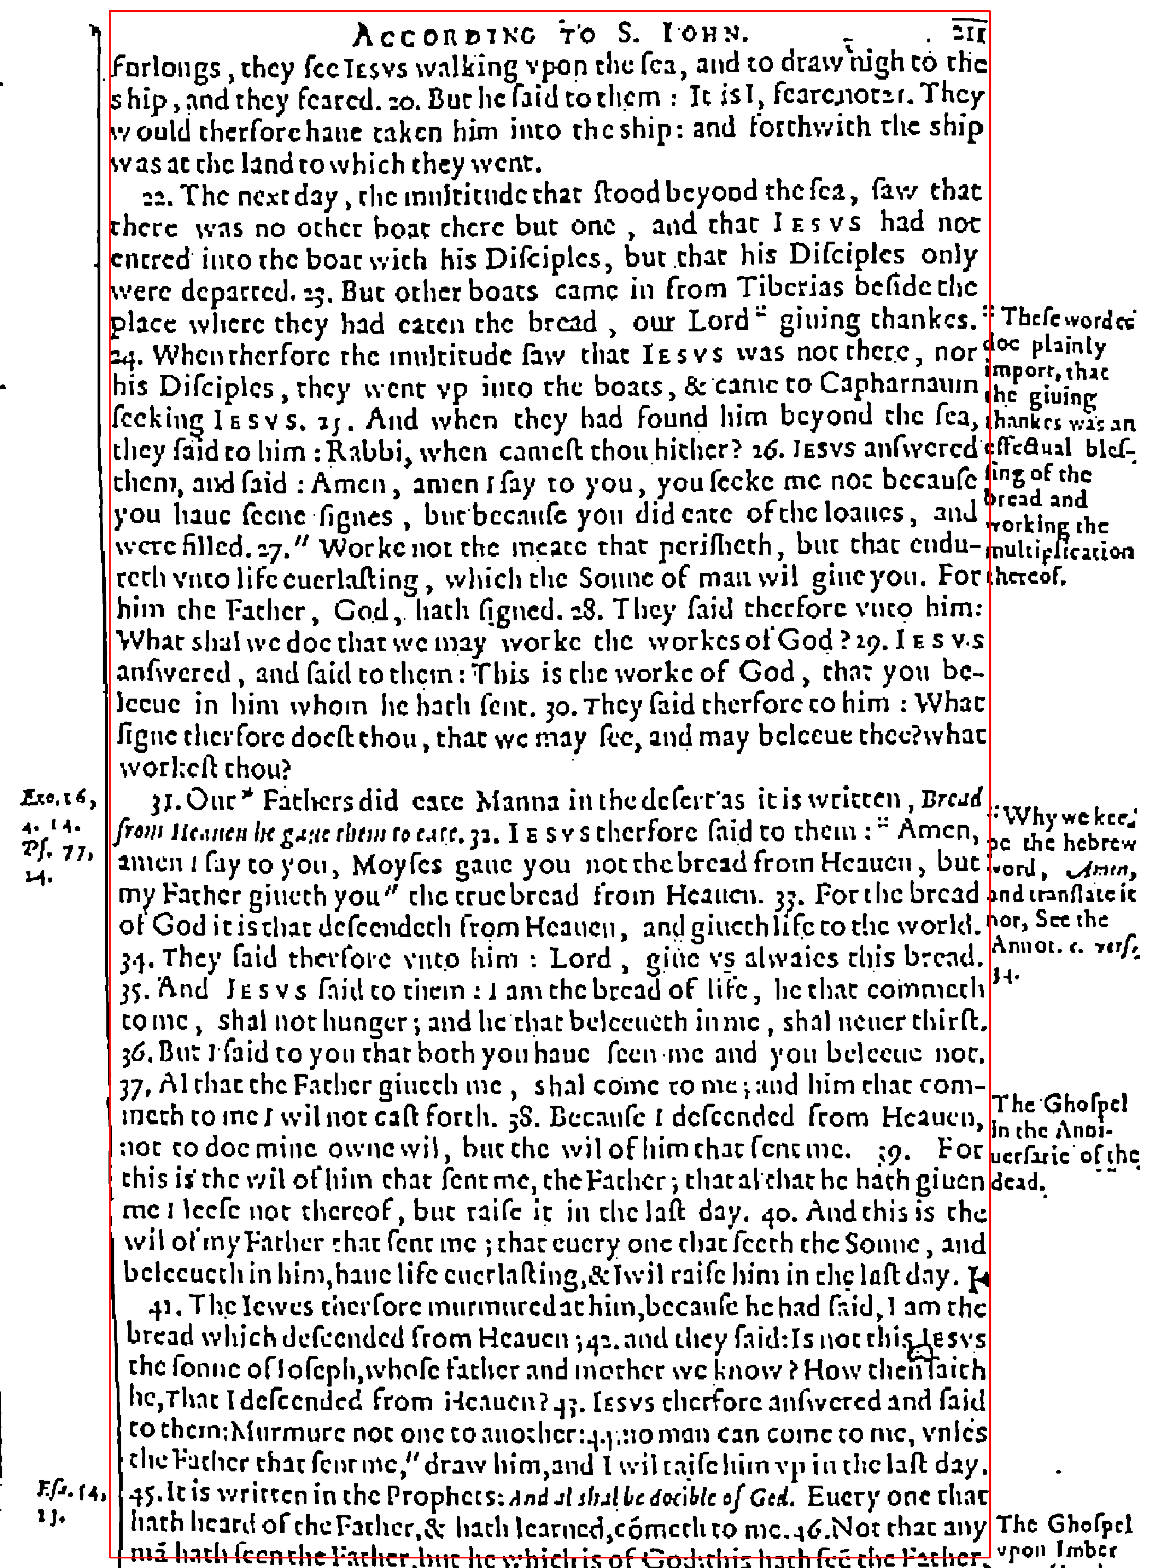 ACCORDING TO S. IOHN. 211
forlongs, they ſee IESVS walking vpon the ſea, and to draw nigh to the
ship, and they feared. 20. But he ſaid to them : It is I, feare not 21. They
would therfore haue taken him into the ship: and forthwith the ship
was at the land to which they went.
22. The next day, the multitude that ſtood beyond the ſea, ſaw that
there was no other boat there but one, and that IESVS had not
entred into the boat with his Diſciples, but that his Diſciples only
were departed. 23. But other boats came in from Tiberias beſide the
place where they had eaten the bread, our Lord :: giuing thankes.
24. When therfore the multitude ſaw that IESVS was not there, nor
his Diſciples, they went vp into the boats, & came to Capharnaum
ſeeking IESVS. 25. And when they had found him beyond the ſea,
they ſaid to him : Rabbi, when cameſt thou hither? 26. IESVS anſwered
them, and ſaid : Amen, amen I ſay to you, you ſeeke me not becauſe
you haue ſeene ſignes, but becauſe you did eate of the loaues, and
were filled. 27." Worke not the meate that periſheth, but that endu-
reth vnto life euerlaſting, which the Sonne of man wil giue you. For
him the Father, God, hath ſigned. 28. They ſaid therfore vnto him:
What shal we doe that we may worke the workes of God? 29. IESVS
anſwered, and ſaid to them : This is the worke of God, that you be-
leeue in him whom he hath ſent. 30. They ſaid therfore to him : What
ſigne therfore doeſt thou, that we may ſee, and may beleeue thee? what
workeſt thou?
31. Our * Fathers did eate Manna in the deſert as it is written, Bread
from Heauen he gaue them to eate. 32. IESVS therfore ſaid to them : :: Amen,
amen I ſay to you, Moyſes gaue you not the bread from Heauen, but
my Father giueth you " the true bread from Heauen. 33. For the bread
of God it is that deſcendeth from Heauen, and giueth life to the world.
34. They ſaid therfore vnto him : Lord, giue vs alwaies this bread.
35. And IESVS ſaid to them : I am the bread of life, he that commeth
to me, shal not hunger; and he that beleeueth in me, shal neuer thirſt.
36. But I ſaid to you that both you haue ſeen me and you beleeue not.
37. Al that the Father giueth me, shal come to me; and him that com-
meth to me I wil not caſt forth. 38. Becauſe I deſcended from Heauen,
not to doe mine owne wil, but the wil of him that ſent me. 39. For
this is the wil of him that ſent me, the Father; that al that he hath giuen
me I leeſe not thereof, but raiſe it in the laſt day. 40. And this is the
wil of my Father that ſent me; that euery one that ſeeth the Sonne, and
beleeueth in him, haue life euerlaſting, & I wil raiſe him in the laſt day.
41. The Iewes therfore murmured at him, becauſe he had ſaid, I am the
bread which deſcended from Heauen; 42. and they ſaid: Is not this IESVS
the ſonne of Ioſeph, whoſe father and mother we know? How then ſaith
he, That I deſcended from Heauen? 43. IESVS therfore anſwered and ſaid
to them: Murmure not one to another: 44. no man can come to me, vnles
the Father that ſent me, " draw him, and I wil raiſe him vp in the laſt day.
45. It is written in the Prophets: And al shal be docible of God. Euery one that
hath heard of the Father, & hath learned, cōmeth to me. 46. Not that any
mā hath ſeen the Father, but he which is of God: this hath ſeē the Father.
Exo. 16,
4. 14.
Pſ. 77,
24.
Eſa. 54,
13.
:: Theſe wordes
doe plainly
import, that
the giuing
thankes was an
effectual bleſ-
ſing of the
bread and
working the
multiplication
thereof.
:: Why we kee-
pe the hebrew
word, Amen,
and tranſlate it
not, See the
Annot. c. verſ.
34.
The Ghoſpel
in the Anni-
uerſarie of the
dead.
The Ghoſpel
vpon Imber